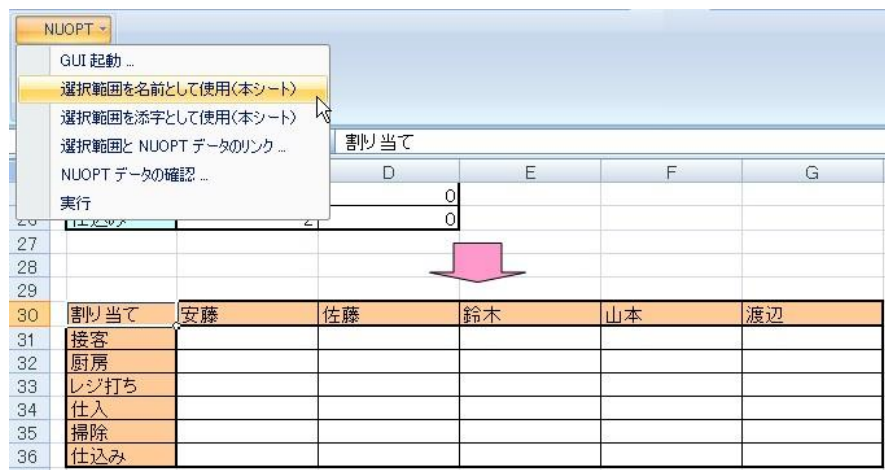 NUOPT
GUI 起動 ...
選択範囲を名前として使用(本シート)
選択範囲を添字として使用(本シート)
選択範囲と NUOPT データのリンク ...
NUOPT データの確認 ...
実行
割り当て
D E F G
0
26 仕込み 2 0
27
28
29
30 割り当て 安藤 佐藤 鈴木 山本 渡辺
31 接客
32 厨房
33 レジ打ち
34 仕入
35 掃除
36 仕込み